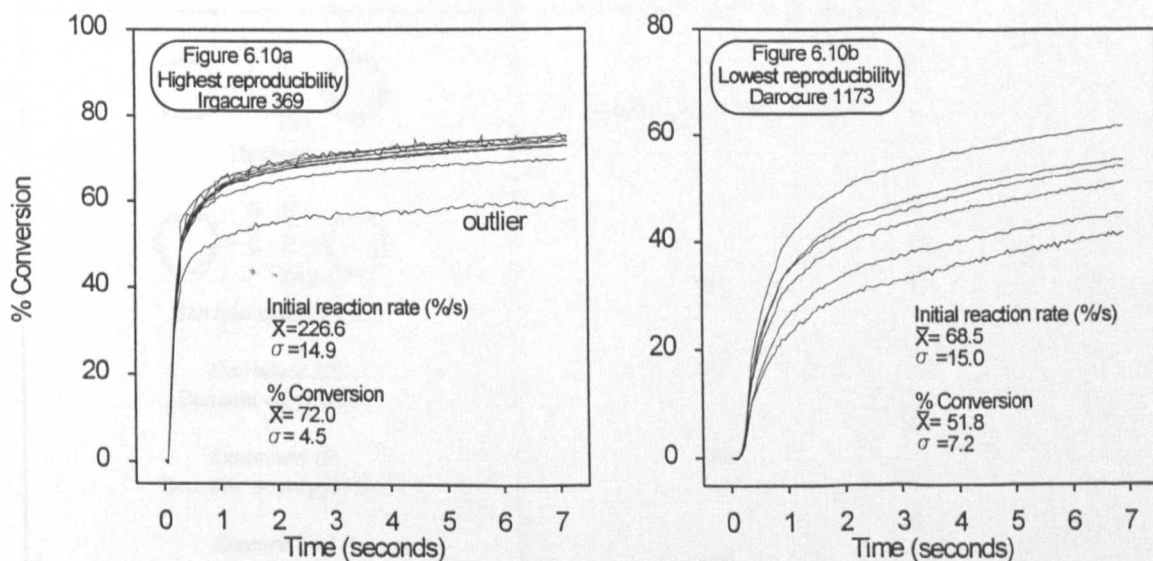 100
80
60
40
20
0
% Conversion
Figure 6.10a
Highest reproducibility
Irgacure 369
outlier
Initial reaction rate (%/s)
X̄=226.6
σ =14.9
% Conversion
X̄= 72.0
σ = 4.5
0 1 2 3 4 5 6 7
Time (seconds)
80
60
40
20
0
Figure 6.10b
Lowest reproducibility
Darocure 1173
Initial reaction rate (%/s)
X̄= 68.5
σ =15.0
% Conversion
X̄=51.8
σ =7.2
0 1 2 3 4 5 6 7
Time (seconds)